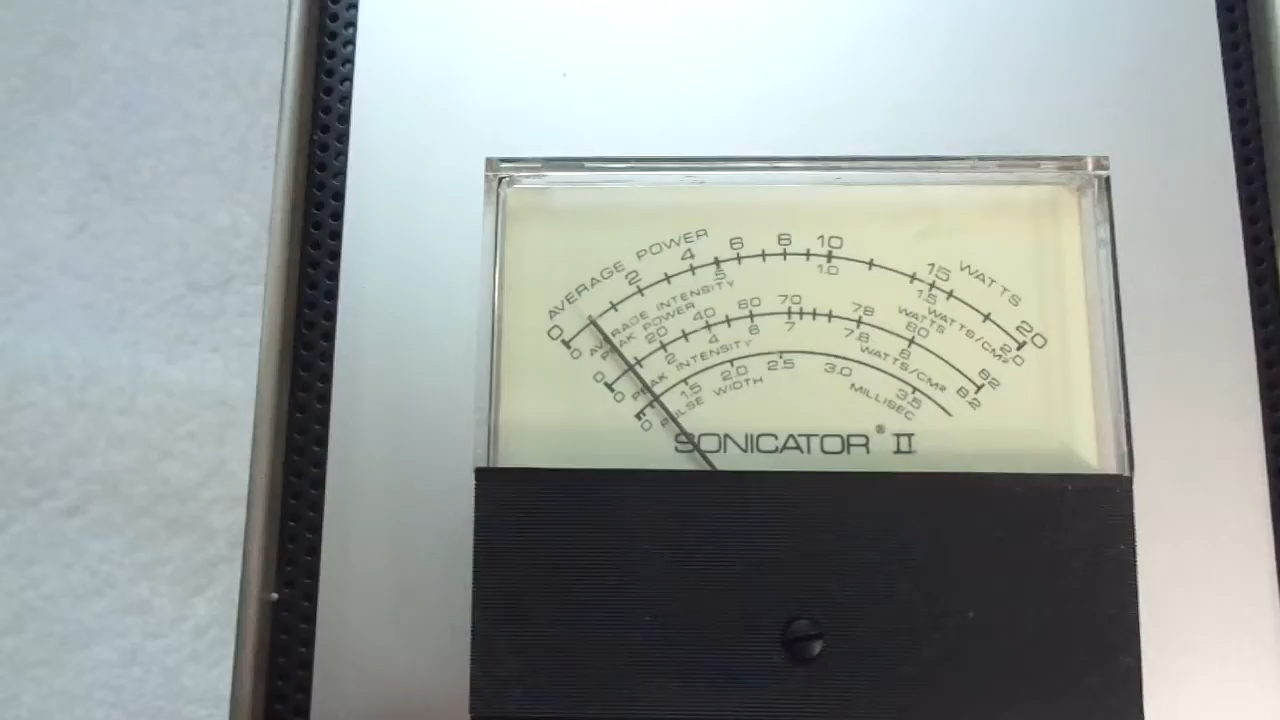 AVERAGE POWER WATTS
0 2 4 6 8 10 15 20
0 .5 1.0 1.5 2.0
AVERAGE INTENSITY WATTS/CM²
PEAK POWER WATTS
0 20 40 60 70 78 80 82
0 2 4 6 7 7.8 8 8.2
PEAK INTENSITY WATTS/CM²
0 1.5 2.0 2.5 3.0 3.5
WIDTH MILLISEC
SONICATOR® II